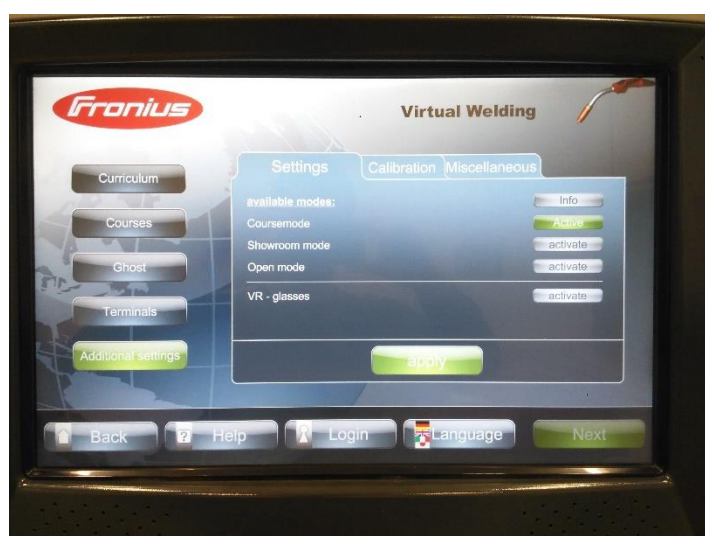 Fronius
Virtual Welding
Settings Calibration Miscellaneous
Curriculum
Courses
Ghost
Terminals
Additional settings
available modes: Info
Coursemode Active
Showroom mode activate
Open mode activate
VR - glasses activate
apply
Back ? Help Login Language Next